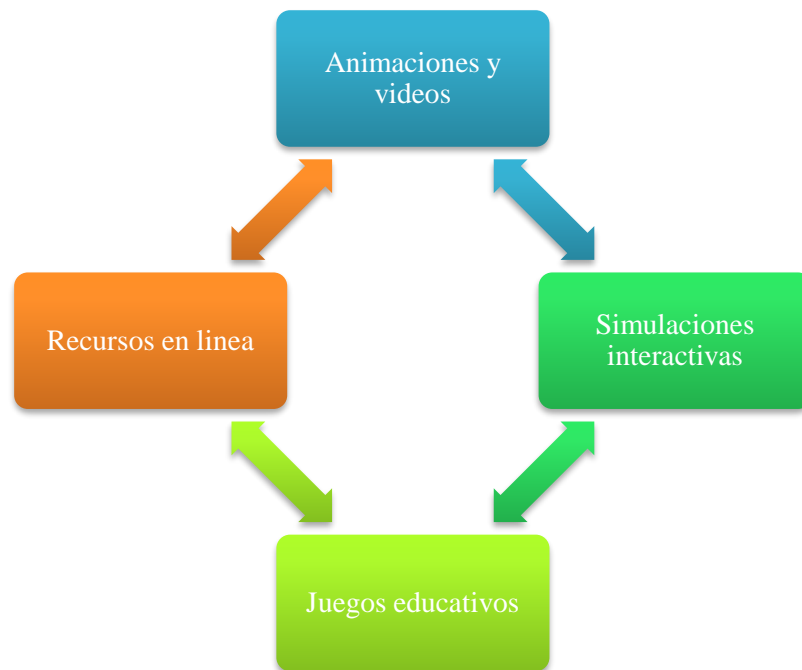 Animaciones y
videos
Recursos en linea
Simulaciones
interactivas
Juegos educativos